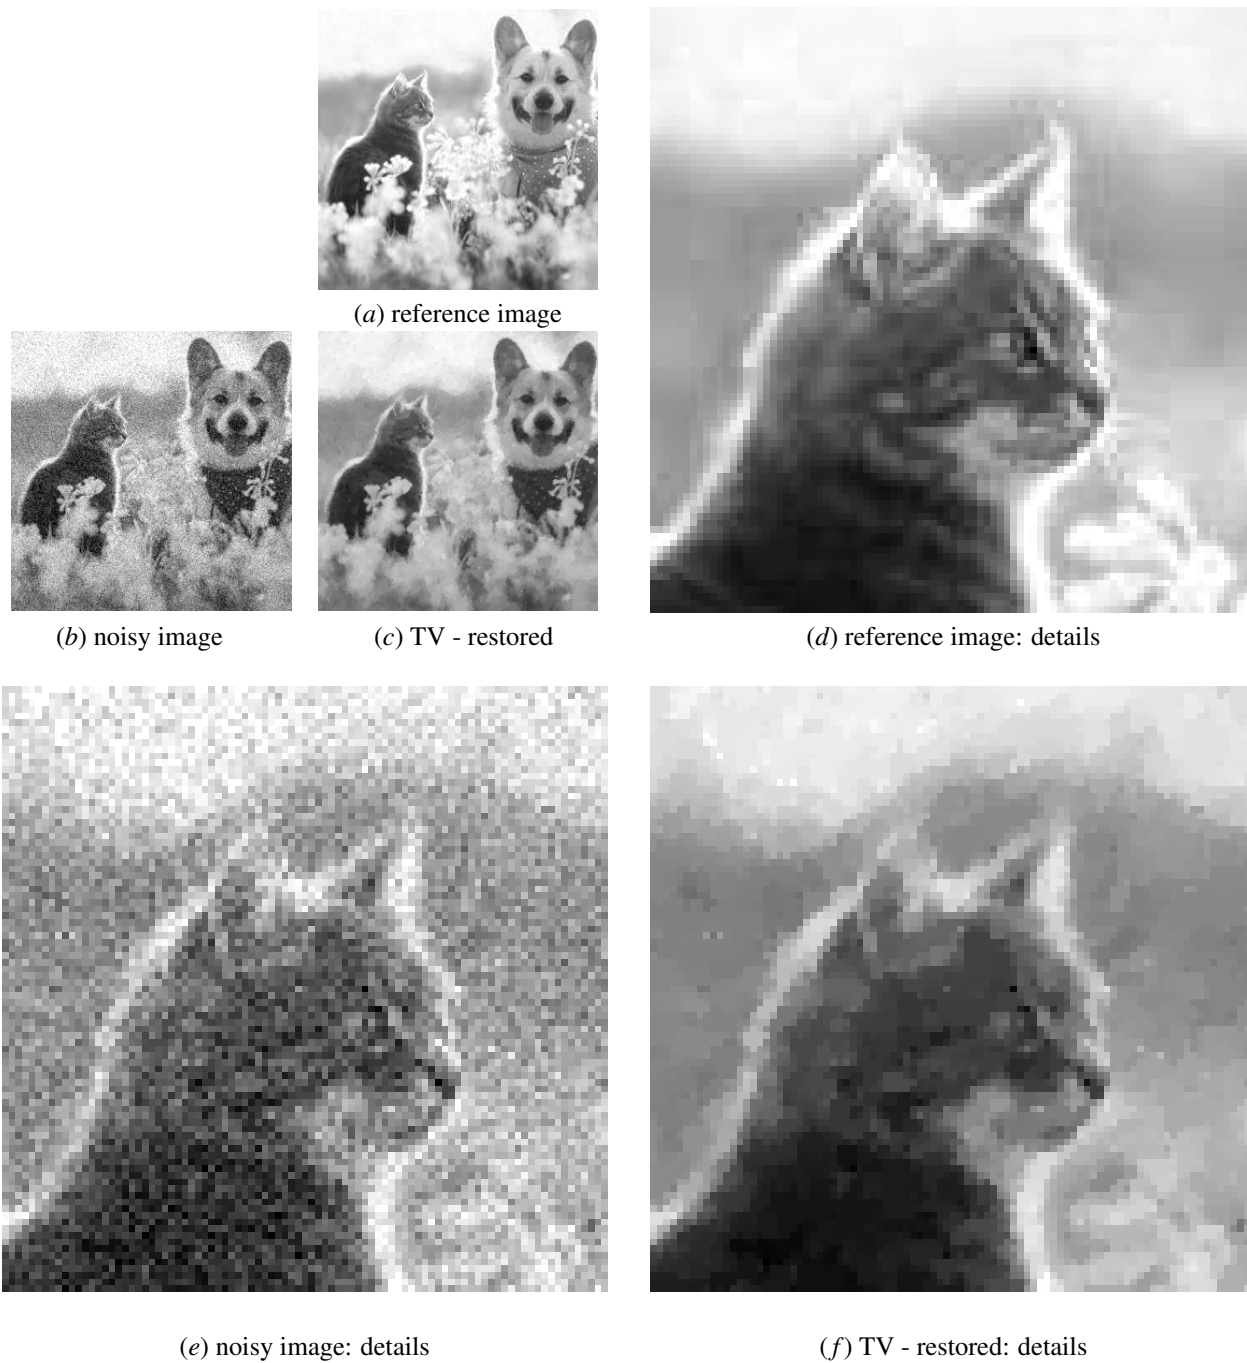 (a) reference image
(b) noisy image
(c) TV - restored
(d) reference image: details
(e) noisy image: details
(f) TV - restored: details